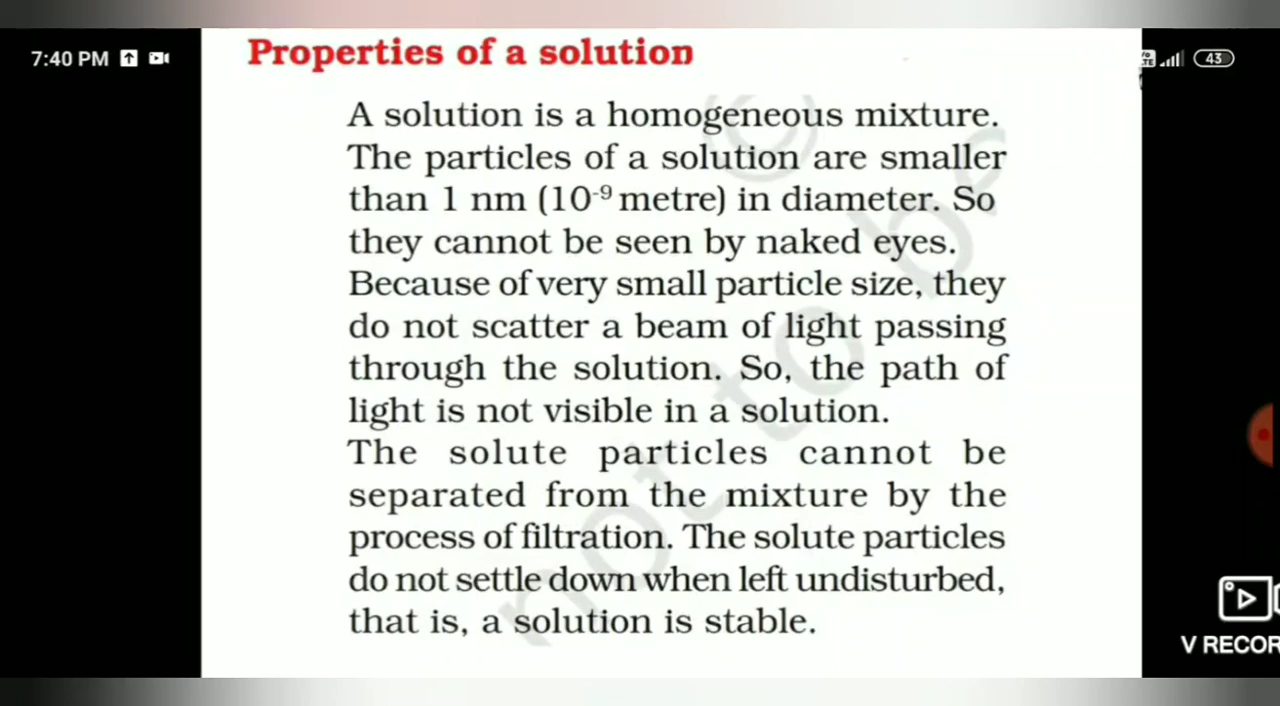 7:40 PM
43
Properties of a solution
A solution is a homogeneous mixture.
The particles of a solution are smaller
than 1 nm (10⁻⁹ metre) in diameter. So
they cannot be seen by naked eyes.
Because of very small particle size, they
do not scatter a beam of light passing
through the solution. So, the path of
light is not visible in a solution.
The solute particles cannot be
separated from the mixture by the
process of filtration. The solute particles
do not settle down when left undisturbed,
that is, a solution is stable.
© not to be
V RECOR